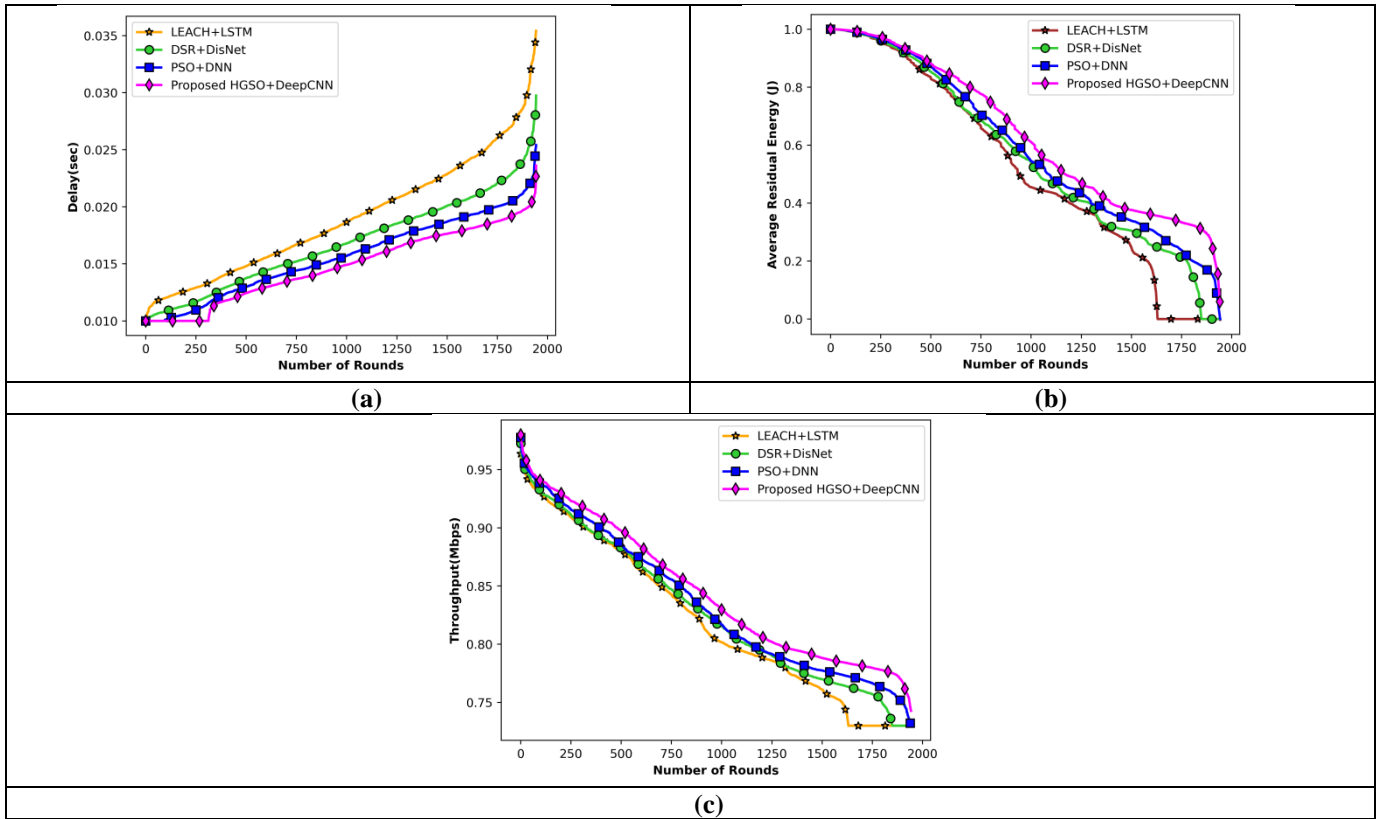 0.035
0.030
0.025
0.020
0.015
0.010
Delay(sec)
LEACH+LSTM
DSR+DisNet
PSO+DNN
Proposed HGSO+DeepCNN
0 250 500 750 1000 1250 1500 1750 2000
Number of Rounds
(a)
1.0
0.8
0.6
0.4
0.2
0.0
Average Residual Energy (J)
LEACH+LSTM
DSR+DisNet
PSO+DNN
Proposed HGSO+DeepCNN
0 250 500 750 1000 1250 1500 1750 2000
Number of Rounds
(b)
0.95
0.90
0.85
0.80
0.75
Throughput(Mbps)
LEACH+LSTM
DSR+DisNet
PSO+DNN
Proposed HGSO+DeepCNN
0 250 500 750 1000 1250 1500 1750 2000
Number of Rounds
(c)